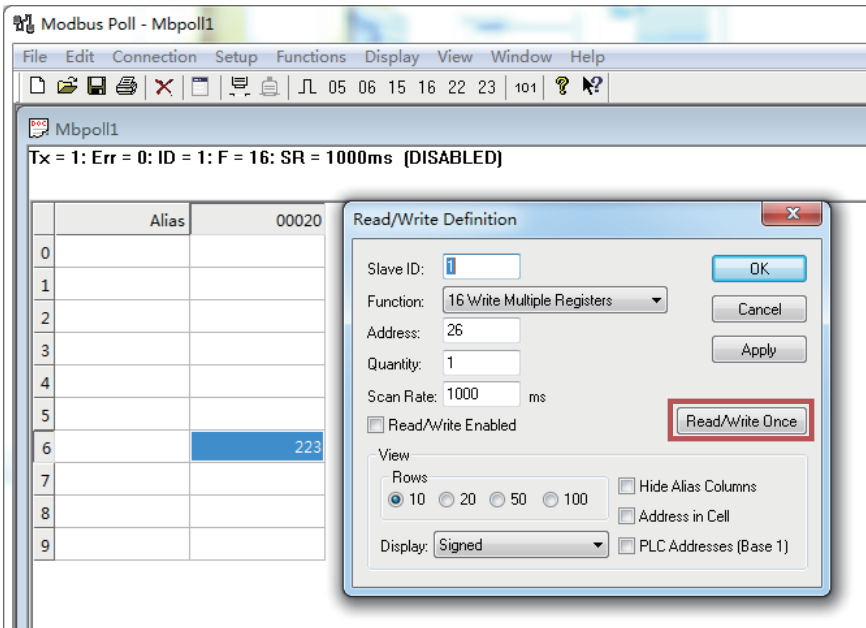 Modbus Poll - Mbpoll1
File Edit Connection Setup Functions Display View Window Help
05 06 15 16 22 23 101
Mbpoll1
Tx = 1: Err = 0: ID = 1: F = 16: SR = 1000ms (DISABLED)
Alias 00020
0
1
2
3
4
5
6 223
7
8
9
Read/Write Definition
Slave ID: 1
OK
Function: 16 Write Multiple Registers
Cancel
Address: 26
Quantity: 1
Apply
Scan Rate: 1000 ms
Read/Write Enabled
Read/Write Once
View
Rows
10 20 50 100
Hide Alias Columns
Address in Cell
Display: Signed
PLC Addresses (Base 1)